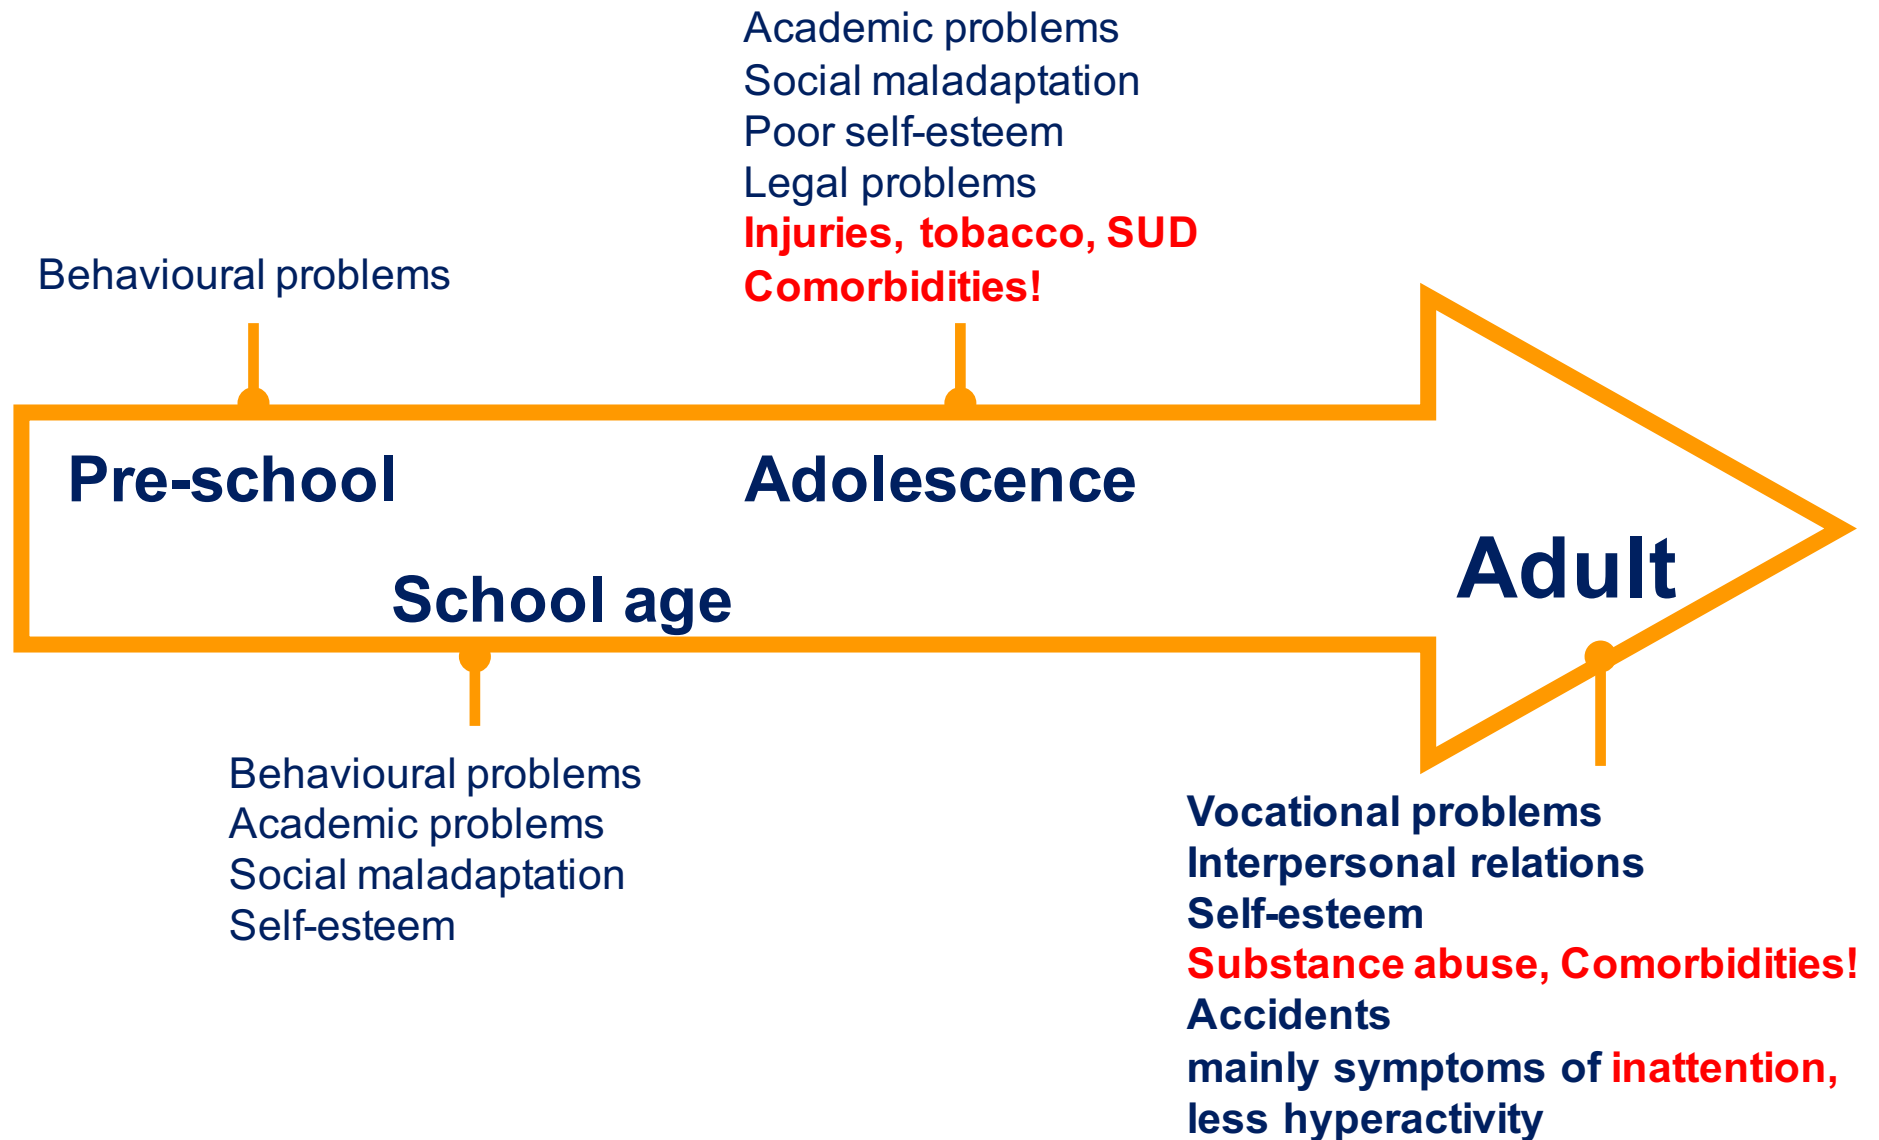 Academic problems
Social maladaptation
Poor self-esteem
Legal problems
Injuries, tobacco, SUD
Comorbidities!
Behavioural problems
Pre-school
Adolescence
School age
Adult
Behavioural problems
Academic problems
Social maladaptation
Self-esteem
Vocational problems
Interpersonal relations
Self-esteem
Substance abuse, Comorbidities!
Accidents
mainly symptoms of inattention,
less hyperactivity